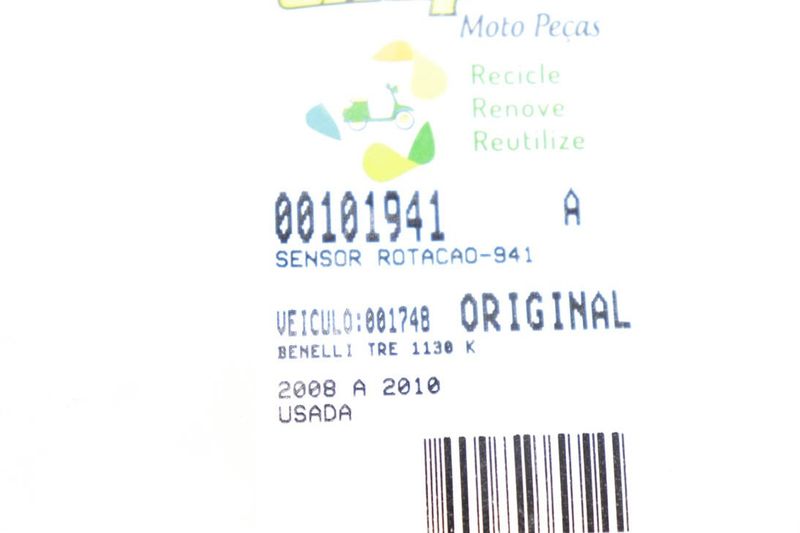 Moto Peças
Recicle
Renove
Reutilize
00101941 A
SENSOR ROTACAO-941
VEICULO:001748 ORIGINAL
BENELLI TRE 1130 K
2008 A 2010
USADA